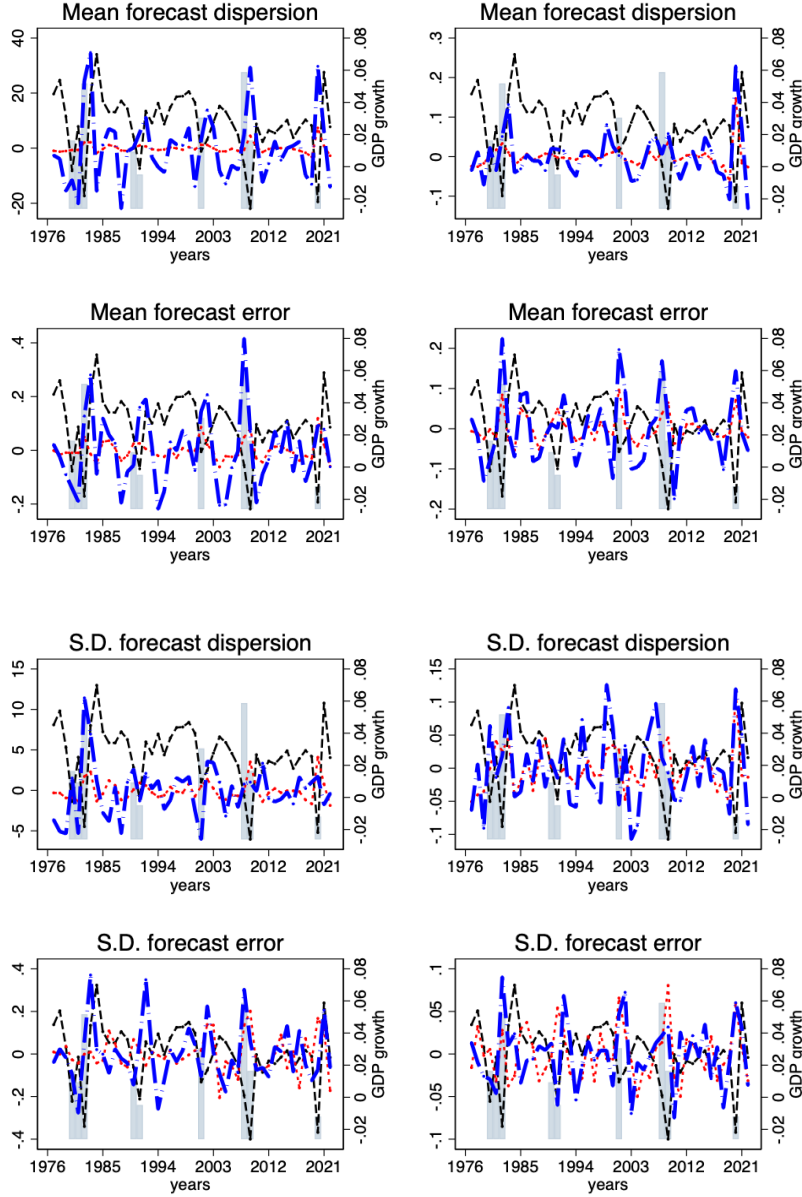 Mean forecast dispersion
40
20
0
-20
.08
.06
.04
.02
0
-.02
GDP growth
1976 1985 1994 2003 2012 2021
years
Mean forecast dispersion
.3
.2
.1
0
-.1
.08
.06
.04
.02
0
-.02
GDP growth
1976 1985 1994 2003 2012 2021
years
Mean forecast error
.4
.2
0
-.2
.08
.06
.04
.02
0
-.02
GDP growth
1976 1985 1994 2003 2012 2021
years
Mean forecast error
.2
.1
0
-.1
-.2
.08
.06
.04
.02
0
-.02
GDP growth
1976 1985 1994 2003 2012 2021
years
S.D. forecast dispersion
15
10
5
0
-5
.08
.06
.04
.02
0
-.02
GDP growth
1976 1985 1994 2003 2012 2021
years
S.D. forecast dispersion
.15
.1
.05
0
-.05
-.1
.08
.06
.04
.02
0
-.02
GDP growth
1976 1985 1994 2003 2012 2021
years
S.D. forecast error
.4
.2
0
-.2
-.4
.08
.06
.04
.02
0
-.02
GDP growth
1976 1985 1994 2003 2012 2021
years
S.D. forecast error
.1
.05
0
-.05
-.1
.08
.06
.04
.02
0
-.02
GDP growth
1976 1985 1994 2003 2012 2021
years